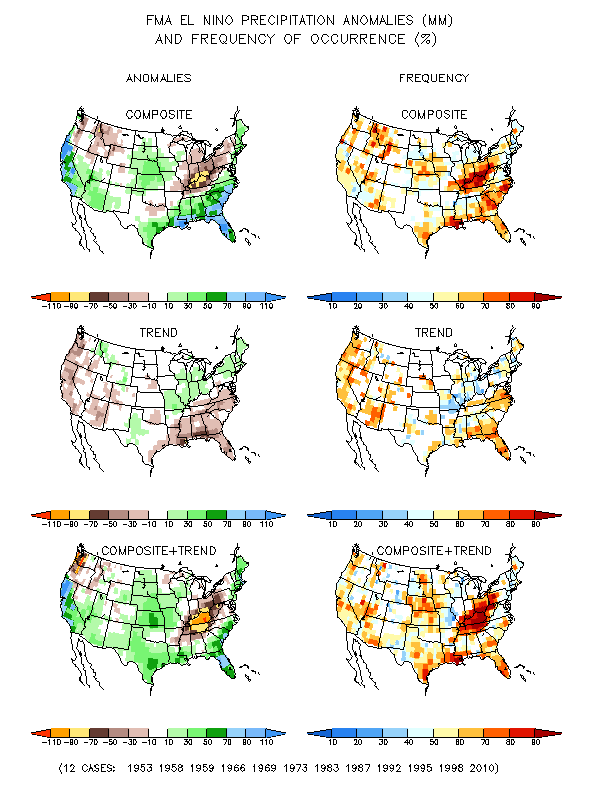 FMA EL NINO PRECIPITATION ANOMALIES (MM)
AND FREQUENCY OF OCCURRENCE (%)
ANOMALIES FREQUENCY
COMPOSITE COMPOSITE
-110 -90 -70 -50 -30 -10 10 30 50 70 90 110 10 20 30 40 50 60 70 80 90
TREND TREND
-110 -90 -70 -50 -30 -10 10 30 50 70 90 110 10 20 30 40 50 60 70 80 90
COMPOSITE+TREND COMPOSITE+TREND
-110 -90 -70 -50 -30 -10 10 30 50 70 90 110 10 20 30 40 50 60 70 80 90
(12 CASES: 1953 1958 1959 1966 1969 1973 1983 1987 1992 1995 1998 2010)